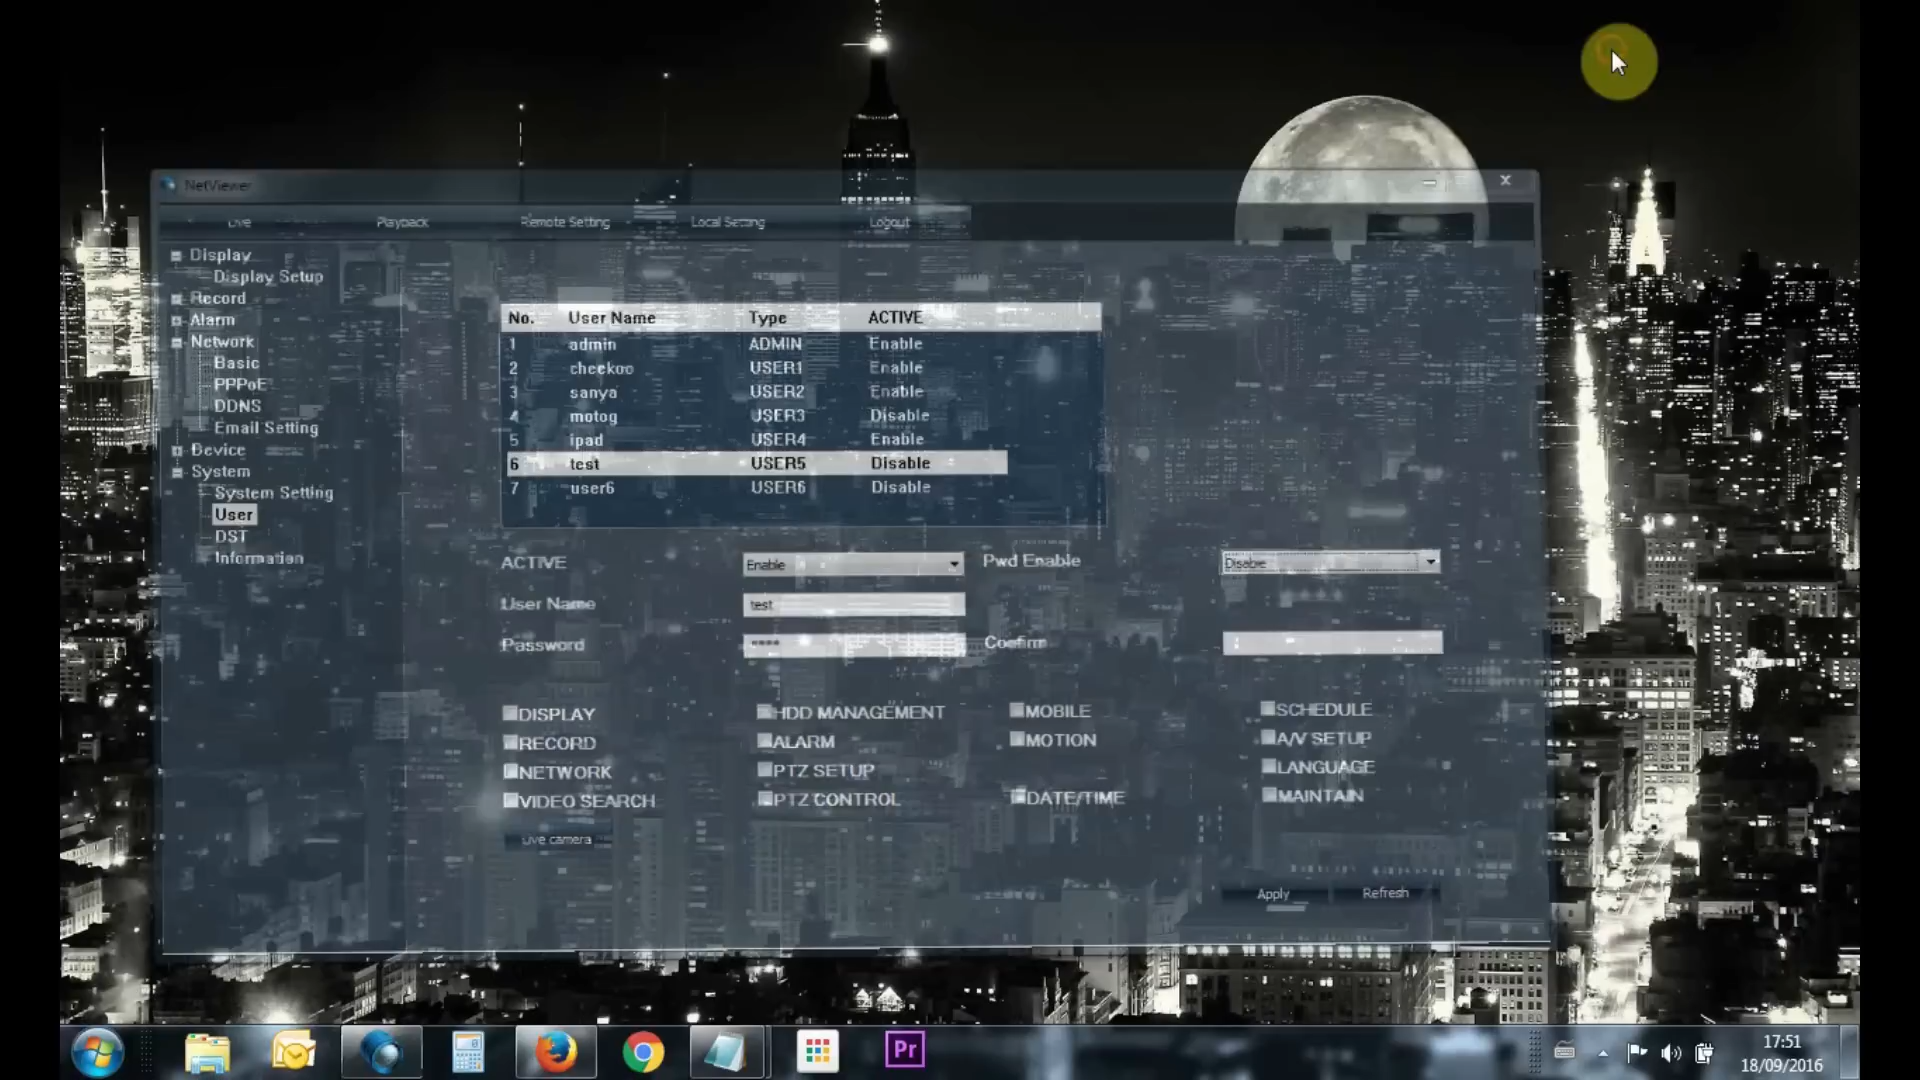 NetViewer
Live Playback Remote Setting Local Setting Logout
Display
Display Setup
Record
Alarm
Network
Basic
PPPoE
DDNS
Email Setting
Device
System
System Setting
User
DST
Information
No. User Name Type ACTIVE
1 admin ADMIN Enable
2 cheekoo USER1 Enable
3 sanya USER2 Enable
4 motog USER3 Disable
5 ipad USER4 Enable
6 test USER5 Disable
7 user6 USER6 Disable
ACTIVE Enable Pwd Enable Disable
User Name test
Password **** Confirm
DISPLAY HDD MANAGEMENT MOBILE SCHEDULE
RECORD ALARM MOTION A/V SETUP
NETWORK PTZ SETUP LANGUAGE
VIDEO SEARCH PTZ CONTROL DATE/TIME MAINTAIN
Live camera
Apply Refresh
Pr
17:51
18/09/2016